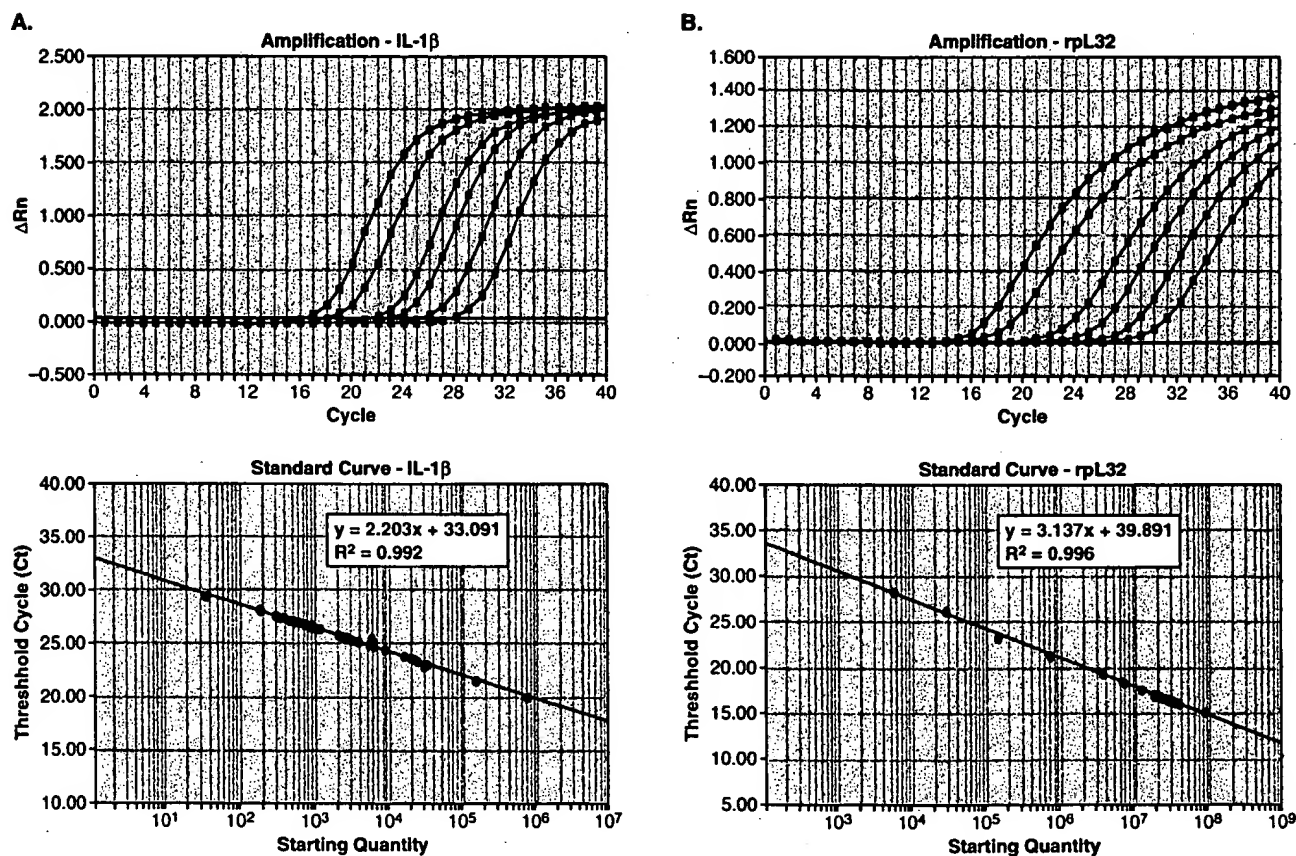 A.
Amplification - IL-1β
ΔRn
2.500
2.000
1.500
1.000
0.500
0.000
−0.500
0 4 8 12 16 20 24 28 32 36 40
Cycle
B.
Amplification - rpL32
ΔRn
1.600
1.400
1.200
1.000
0.800
0.600
0.400
0.200
0.000
−0.200
0 4 8 12 16 20 24 28 32 36 40
Cycle
Standard Curve - IL-1β
Threshhold Cycle (Ct)
40.00
35.00
30.00
25.00
20.00
15.00
10.00
y = 2.203x + 33.091
R² = 0.992
10¹ 10² 10³ 10⁴ 10⁵ 10⁶ 10⁷
Starting Quantity
Standard Curve - rpL32
Threshhold Cycle (Ct)
40.00
35.00
30.00
25.00
20.00
15.00
10.00
5.00
y = 3.137x + 39.891
R² = 0.996
10³ 10⁴ 10⁵ 10⁶ 10⁷ 10⁸ 10⁹
Starting Quantity